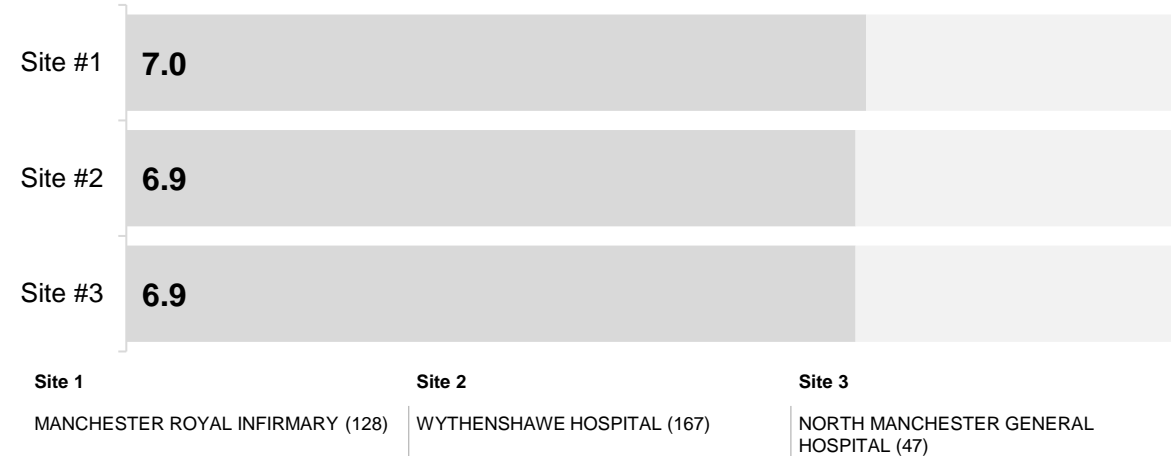 Site #1 7.0
Site #2 6.9
Site #3 6.9
Site 1 Site 2 Site 3
MANCHESTER ROYAL INFIRMARY (128) WYTHENSHAWE HOSPITAL (167) NORTH MANCHESTER GENERAL
HOSPITAL (47)